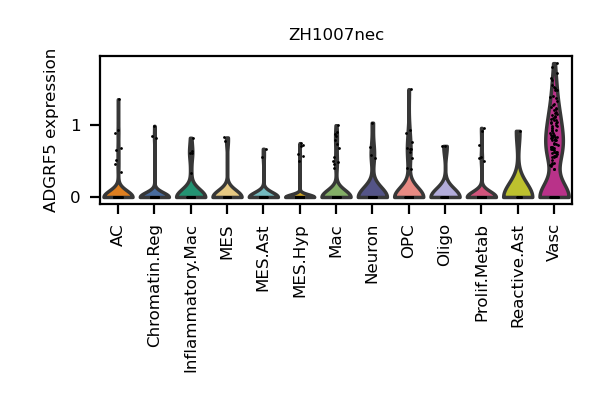 ZH1007nec
ADGRF5 expression
1
0
AC
Chromatin.Reg
Inflammatory.Mac
MES
MES.Ast
MES.Hyp
Mac
Neuron
OPC
Oligo
Prolif.Metab
Reactive.Ast
Vasc